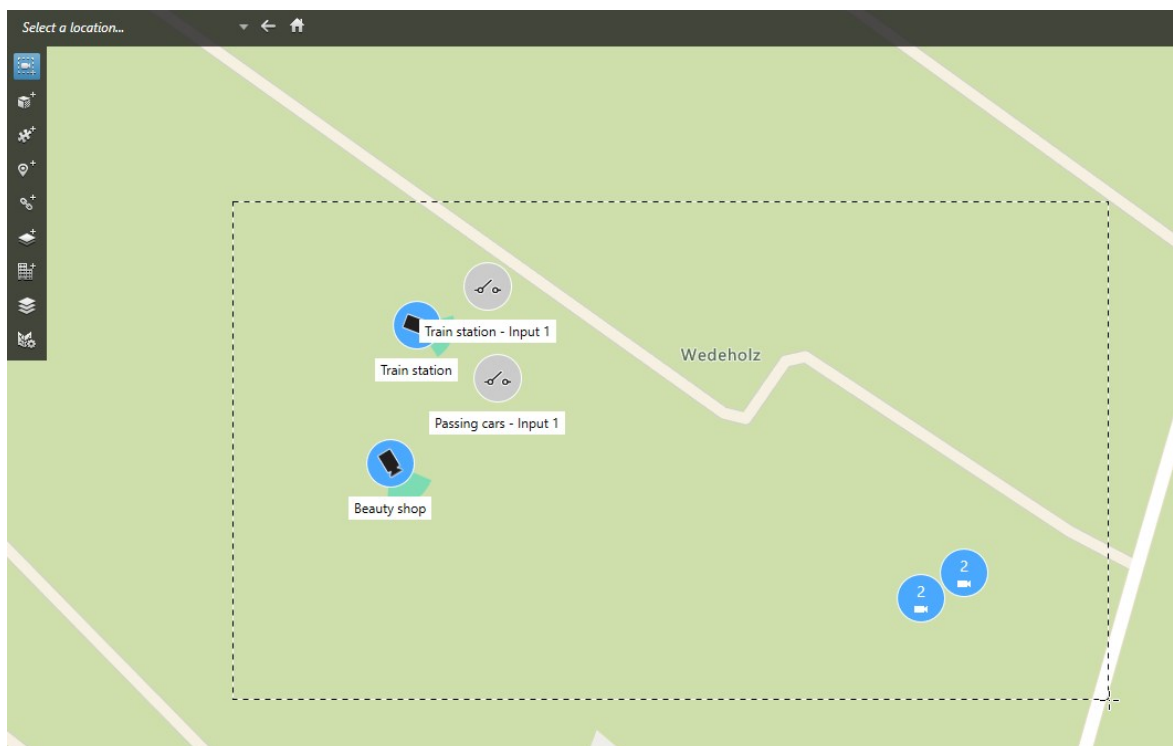 Select a location...
Train station - Input 1
Wedeholz
Train station
Passing cars - Input 1
Beauty shop
2
2